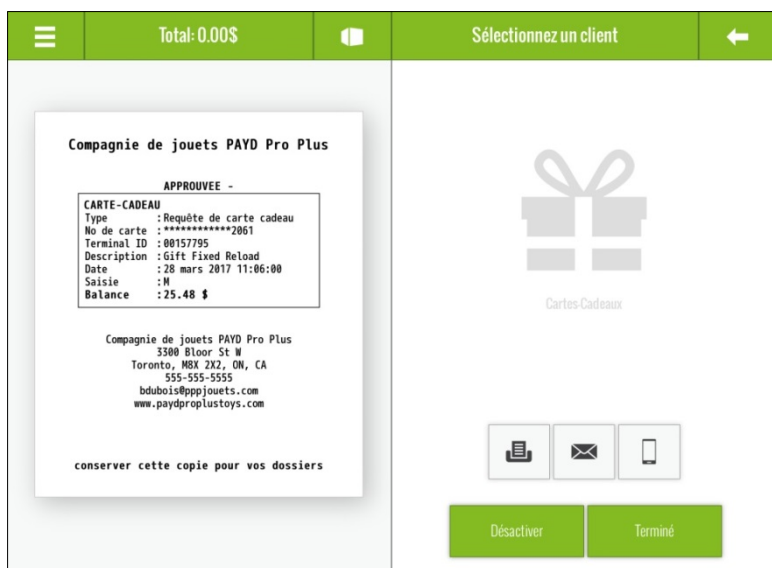 Total: 0.00$
Sélectionnez un client
Compagnie de jouets PAYD Pro Plus
APPROUVEE -
CARTE-CADEAU
Type : Requête de carte cadeau
No de carte : ************2061
Terminal ID : 00157795
Description : Gift Fixed Reload
Date : 28 mars 2017 11:06:00
Saisie : M
Balance : 25.48 $
Compagnie de jouets PAYD Pro Plus
3300 Bloor St W
Toronto, M8X 2X2, ON, CA
555-555-5555
bdubois@pppjouets.com
www.paydproplustoys.com
conserver cette copie pour vos dossiers
Cartes-Cadeaux
Désactiver
Terminé